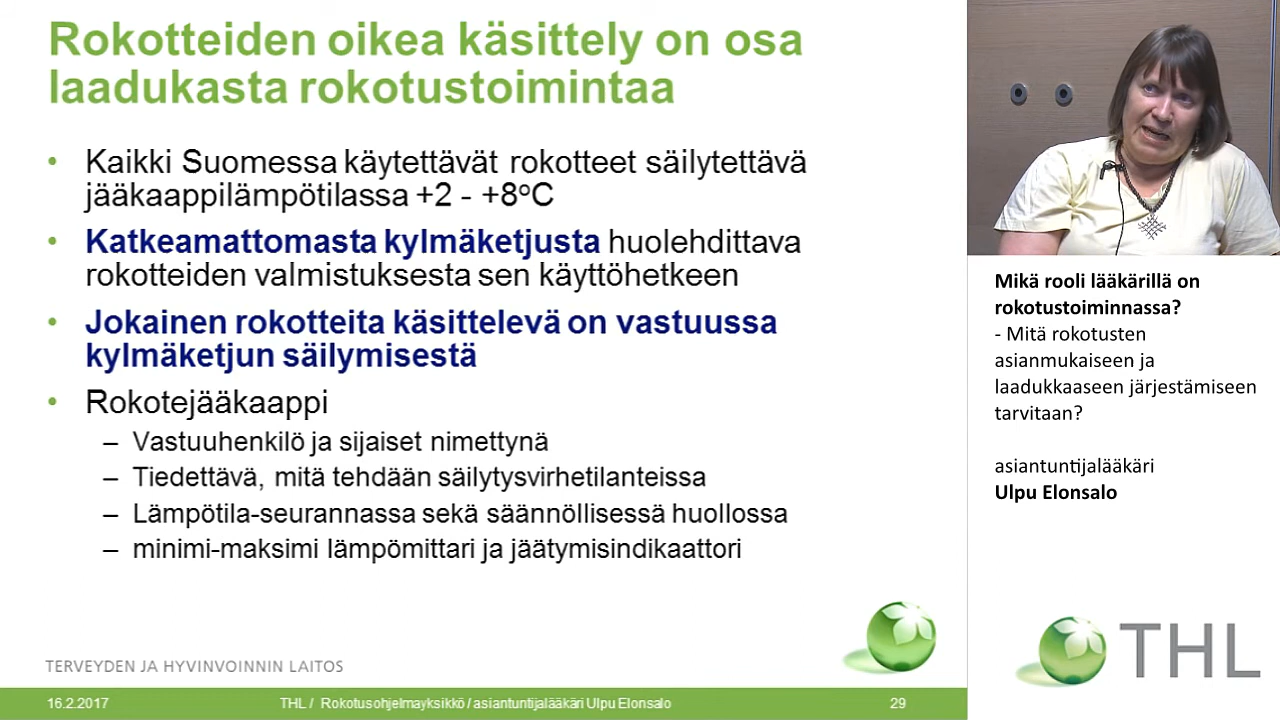 Rokotteiden oikea käsittely on osa
laadukasta rokotustoimintaa
• Kaikki Suomessa käytettävät rokotteet säilytettävä
jääkaappilämpötilassa +2 - +8ºC
• Katkeamattomasta kylmäketjusta huolehdittava
rokotteiden valmistuksesta sen käyttöhetkeen
• Jokainen rokotteita käsittelevä on vastuussa
kylmäketjun säilymisestä
• Rokotejääkaappi
– Vastuuhenkilö ja sijaiset nimettynä
– Tiedettävä, mitä tehdään säilytysvirhetilanteissa
– Lämpötila-seurannassa sekä säännöllisessä huollossa
– minimi-maksimi lämpömittari ja jäätymisindikaattori
TERVEYDEN JA HYVINVOINNIN LAITOS
16.2.2017 THL / Rokotusohjelmayksikkö / asiantuntijalääkäri Ulpu Elonsalo 29
Mikä rooli lääkärillä on
rokotustoiminnassa?
- Mitä rokotusten
asianmukaiseen ja
laadukkaaseen järjestämiseen
tarvitaan?
asiantuntijalääkäri
Ulpu Elonsalo
THL